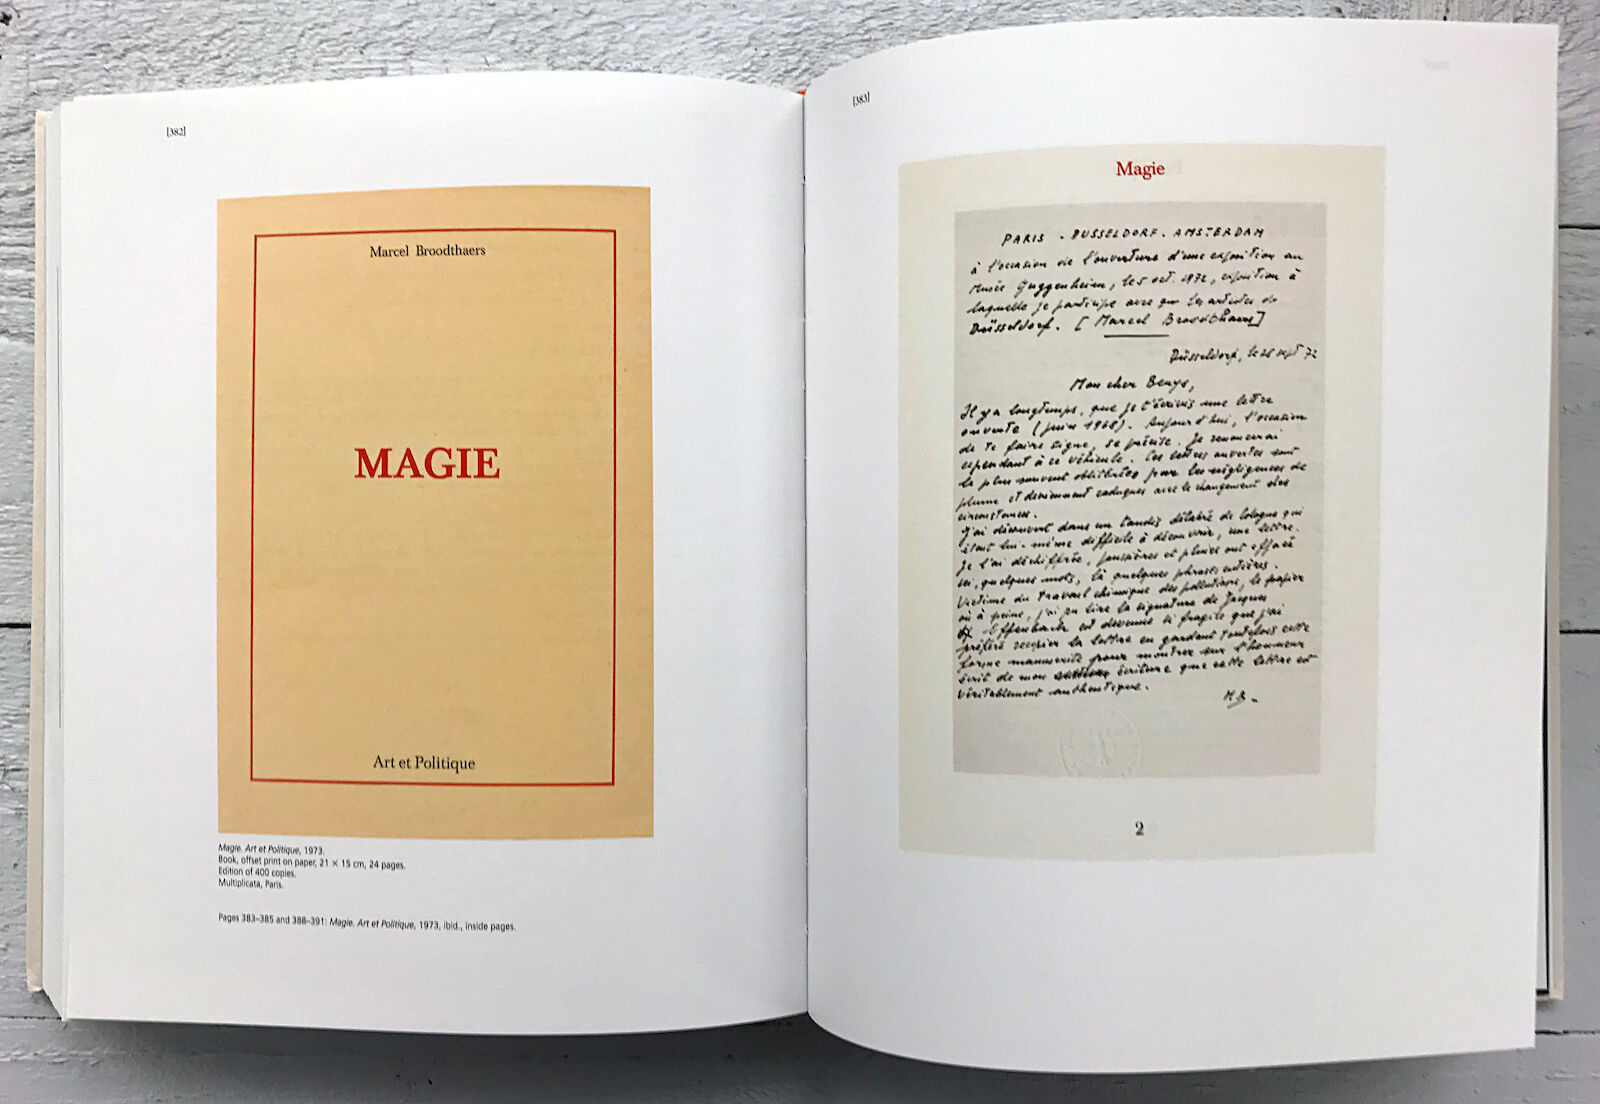 [382]
Marcel Broodthaers
MAGIE
Art et Politique
Magie. Art et Politique, 1973.
Book, offset print on paper, 21 × 15 cm, 24 pages.
Edition of 400 copies.
Multiplicata, Paris.
Pages 383–385 and 388–391: Magie. Art et Politique, 1973, ibid., inside pages.
[383]
Magie
PARIS - DUSSELDORF - AMSTERDAM
à l'occasion de l'ouverture d'une exposition au
Musée Guggenheim, le 5 oct. 1972, exposition à
laquelle je participe avec les artistes de
Düsseldorf. [Marcel Broodthaers]
Düsseldorf, le 26 sept 72
Mon cher Beuys,
Il y a longtemps, que je t'écrivis une lettre
ouverte (juin 1968). Aujourd'hui, l'occasion
de te faire signe, se présente. Je renoncerai
cependant à ce véhicule. Ces lettres ouvertes sont
le plus souvent oblitérées par les négligences de
plume et deviennent caduques avec le changement des
circonstances.
J'ai découvert dans un taudis délabré de Cologne qui
était lui-même difficile à découvrir, une lettre.
Je l'ai déchiffrée, poussières et pluies ont effacé
ici, quelques mots, là quelques phrases entières.
Victime du travail chimique des pollutions, le papier
où à peine, j'ai pu lire la signature de Jacques
Offenbach est devenu si fragile que j'ai
préféré recopier la lettre en gardant toutefois cette
forme manuscrite pour montrer sur l'honneur
écrit de mon écriture que cette lettre est
véritablement authentique.
M.B.
2